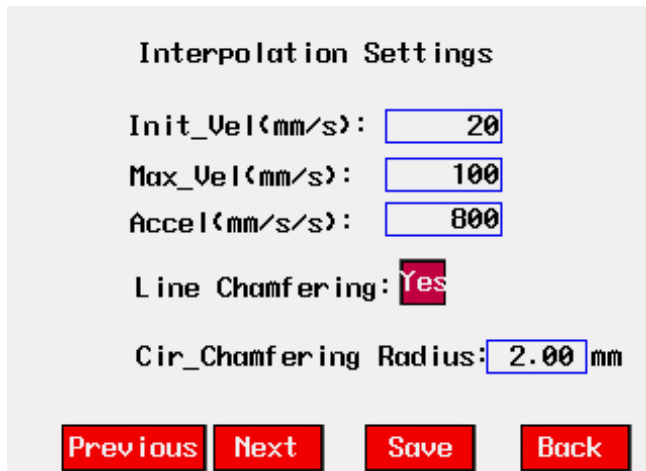 Interpolation Settings
Init_Vel(mm/s): 20
Max_Vel(mm/s): 100
Accel(mm/s/s): 800
Line Chamfering: Yes
Cir_Chamfering Radius: 2.00 mm
Previous Next Save Back